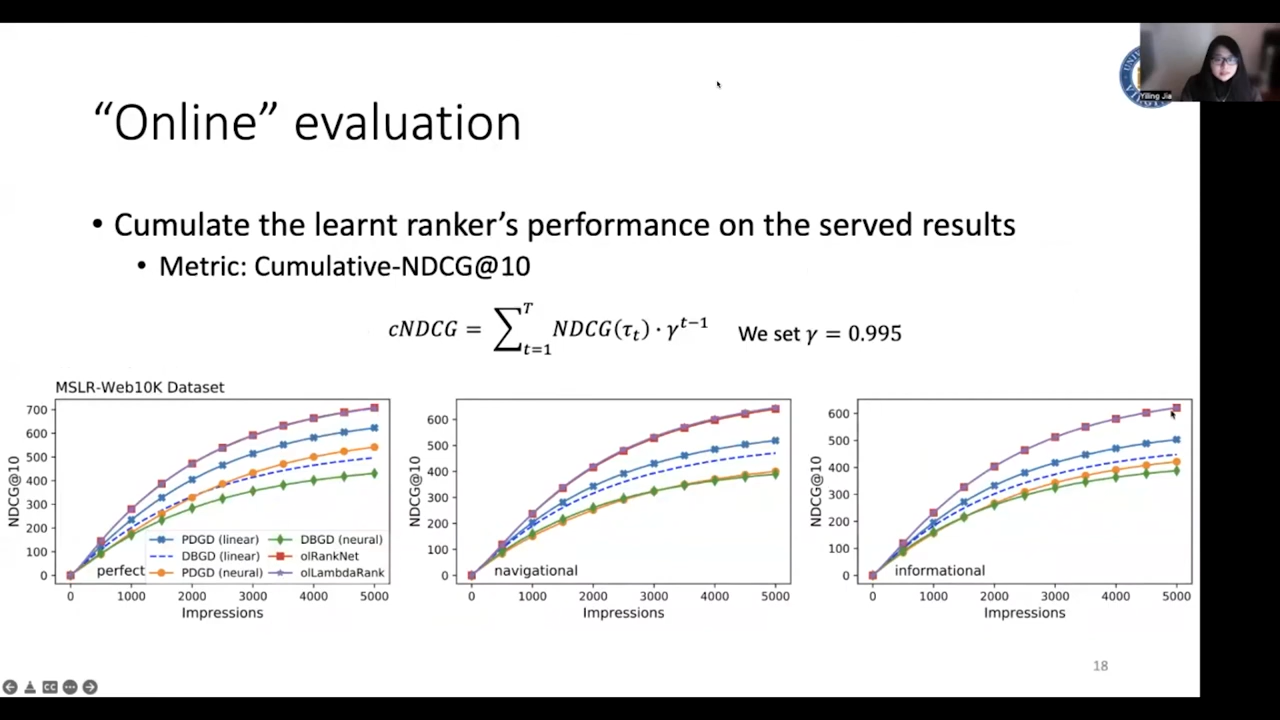 “Online” evaluation
• Cumulate the learnt ranker’s performance on the served results
• Metric: Cumulative-NDCG@10
cNDCG = ∑_{t=1}^{T} NDCG(τ_t) · γ^{t−1} We set γ = 0.995
MSLR-Web10K Dataset
NDCG@10
700
600
500
400
300
200
100
0
PDGD (linear)
DBGD (linear)
PDGD (neural)
DBGD (neural)
olRankNet
olLambdaRank
perfect
0 1000 2000 3000 4000 5000
Impressions
NDCG@10
600
500
400
300
200
100
0
navigational
0 1000 2000 3000 4000 5000
Impressions
NDCG@10
600
500
400
300
200
100
0
informational
0 1000 2000 3000 4000 5000
Impressions
18
CC
Yiling Jia